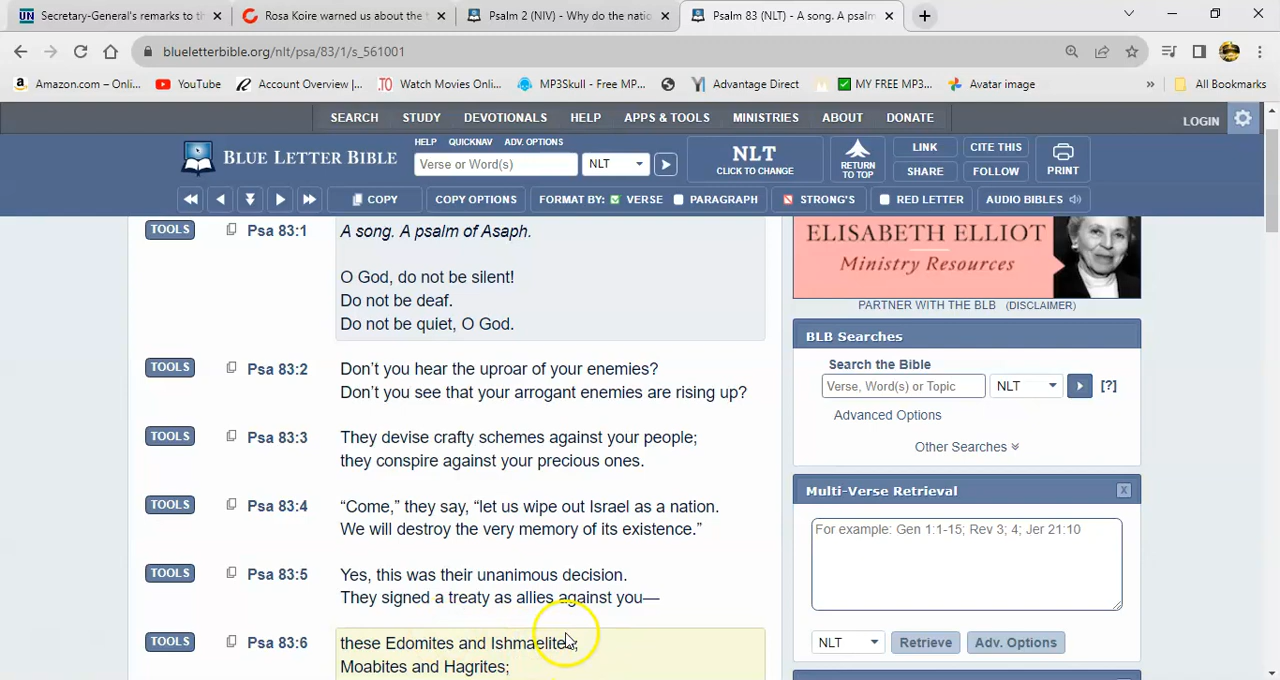 Secretary-General's remarks to th
Rosa Koire warned us about the t
Psalm 2 (NIV) - Why do the natio
Psalm 83 (NLT) - A song. A psalm
blueletterbible.org/nlt/psa/83/1/s_561001
Amazon.com – Onli...
YouTube
Account Overview |...
.TO Watch Movies Onli...
MP3Skull - Free MP...
Advantage Direct
MY FREE MP3...
Avatar image
»
All Bookmarks
SEARCH STUDY DEVOTIONALS HELP APPS & TOOLS MINISTRIES ABOUT DONATE
LOGIN
BLUE LETTER BIBLE
HELP QUICKNAV ADV. OPTIONS
Verse or Word(s)
NLT
NLT
CLICK TO CHANGE
RETURN
TO TOP
LINK
CITE THIS
SHARE
FOLLOW
PRINT
COPY
COPY OPTIONS
FORMAT BY: VERSE PARAGRAPH
STRONG'S
RED LETTER
AUDIO BIBLES
TOOLS Psa 83:1 A song. A psalm of Asaph.
O God, do not be silent!
Do not be deaf.
Do not be quiet, O God.
TOOLS Psa 83:2 Don't you hear the uproar of your enemies?
Don't you see that your arrogant enemies are rising up?
TOOLS Psa 83:3 They devise crafty schemes against your people;
they conspire against your precious ones.
TOOLS Psa 83:4 “Come,” they say, “let us wipe out Israel as a nation.
We will destroy the very memory of its existence.”
TOOLS Psa 83:5 Yes, this was their unanimous decision.
They signed a treaty as allies against you—
TOOLS Psa 83:6 these Edomites and Ishmaelites;
Moabites and Hagrites;
ELISABETH ELLIOT
Ministry Resources
PARTNER WITH THE BLB (DISCLAIMER)
BLB Searches
Search the Bible
Verse, Word(s) or Topic
NLT
[?]
Advanced Options
Other Searches
Multi-Verse Retrieval
X
For example: Gen 1:1-15; Rev 3; 4; Jer 21:10
NLT
Retrieve
Adv. Options